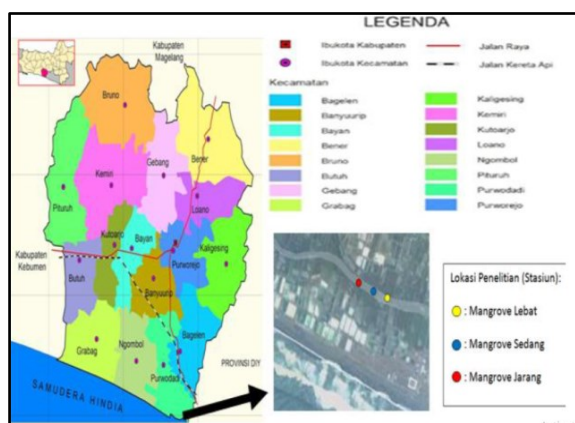 LEGENDA
Ibukota Kabupaten
Jalan Raya
Ibukota Kecamatan
Jalan Kereta Api
Kecamatan
Bagelen
Kaligesing
Banyuurip
Kemiri
Bayan
Kutoarjo
Bener
Loano
Bruno
Ngombol
Butuh
Pituruh
Gebang
Purwodadi
Grabag
Purworejo
Kabupaten
Magelang
Bruno
Bener
Gebang
Kemiri
Pituruh
Loano
Kutoarjo
Bayan
Kaligesing
Kabupaten
Kebumen
Purworejo
Butuh
Banyuurip
Bagelen
Grabag
Ngombol
PROVINSI DIY
Purwodadi
SAMUDERA HINDIA
Lokasi Penelitian (Stasiun):
: Mangrove Lebat
: Mangrove Sedang
: Mangrove Jarang